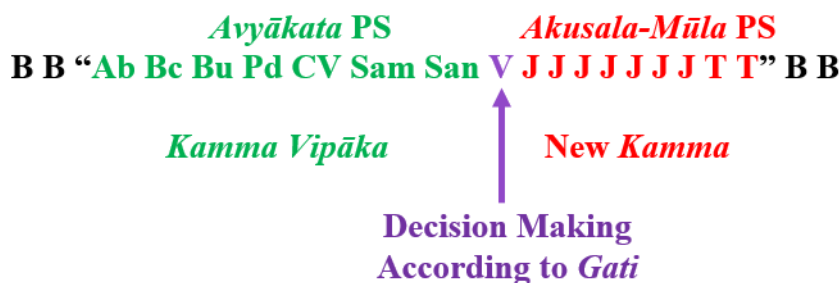 Avyākata PS Akusala-Mūla PS
B B “Ab Bc Bu Pd CV Sam San V J J J J J J J T T” B B
Kamma Vipāka New Kamma
Decision Making
According to Gati